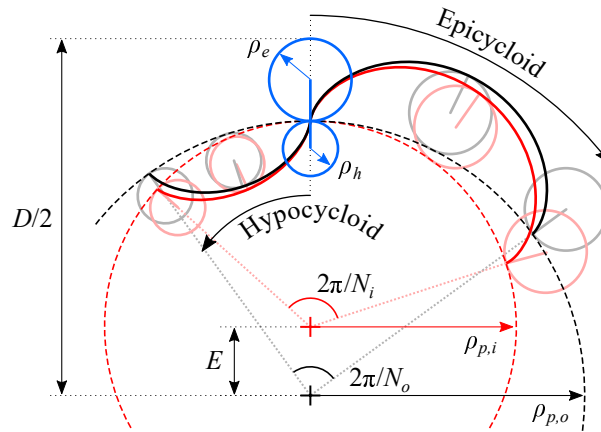 Epicycloid
ρe
ρh
D/2
Hypocycloid
2π/Ni
E
ρp,i
2π/No
ρp,o